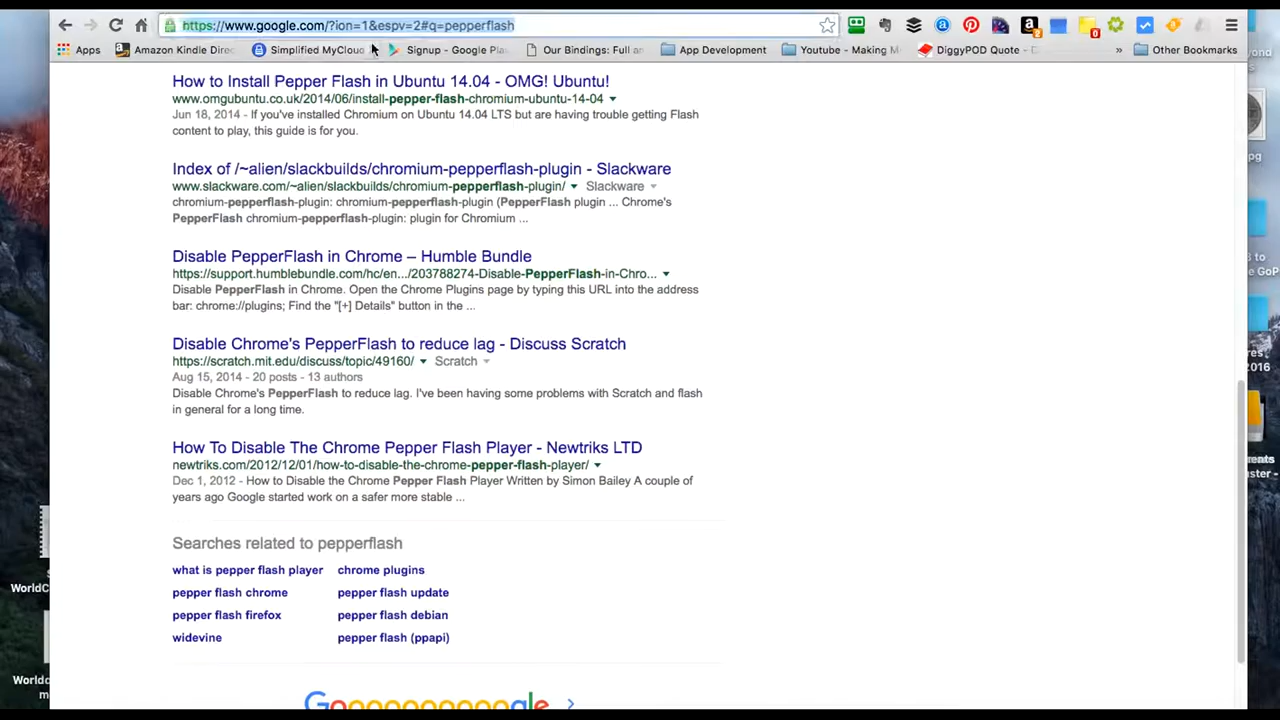 https://www.google.com/?ion=1&espv=2#q=pepperflash
Apps Amazon Kindle Dire Simplified MyCloud Signup - Google Pla Our Bindings: Full an App Development Youtube - Making M DiggyPOD Quote - D » Other Bookmarks
How to Install Pepper Flash in Ubuntu 14.04 - OMG! Ubuntu!
www.omgubuntu.co.uk/2014/06/install-pepper-flash-chromium-ubuntu-14-04
Jun 18, 2014 - If you've installed Chromium on Ubuntu 14.04 LTS but are having trouble getting Flash
content to play, this guide is for you.
Index of /~alien/slackbuilds/chromium-pepperflash-plugin - Slackware
www.slackware.com/~alien/slackbuilds/chromium-pepperflash-plugin/ Slackware
chromium-pepperflash-plugin: chromium-pepperflash-plugin (PepperFlash plugin ... Chrome's
PepperFlash chromium-pepperflash-plugin: plugin for Chromium ...
Disable PepperFlash in Chrome – Humble Bundle
https://support.humblebundle.com/hc/en.../203788274-Disable-PepperFlash-in-Chro...
Disable PepperFlash in Chrome. Open the Chrome Plugins page by typing this URL into the address
bar: chrome://plugins; Find the "[+] Details" button in the ...
Disable Chrome's PepperFlash to reduce lag - Discuss Scratch
https://scratch.mit.edu/discuss/topic/49160/ Scratch
Aug 15, 2014 - 20 posts - 13 authors
Disable Chrome's PepperFlash to reduce lag. I've been having some problems with Scratch and flash
in general for a long time.
How To Disable The Chrome Pepper Flash Player - Newtriks LTD
newtriks.com/2012/12/01/how-to-disable-the-chrome-pepper-flash-player/
Dec 1, 2012 - How to Disable the Chrome Pepper Flash Player Written by Simon Bailey A couple of
years ago Google started work on a safer more stable ...
Searches related to pepperflash
what is pepper flash player chrome plugins
pepper flash chrome pepper flash update
pepper flash firefox pepper flash debian
widevine pepper flash (ppapi)
Goooooooooogle
WorldC
Worldc
m
eyond
pg
3 to
e GoP
res
2016
ents
uster -